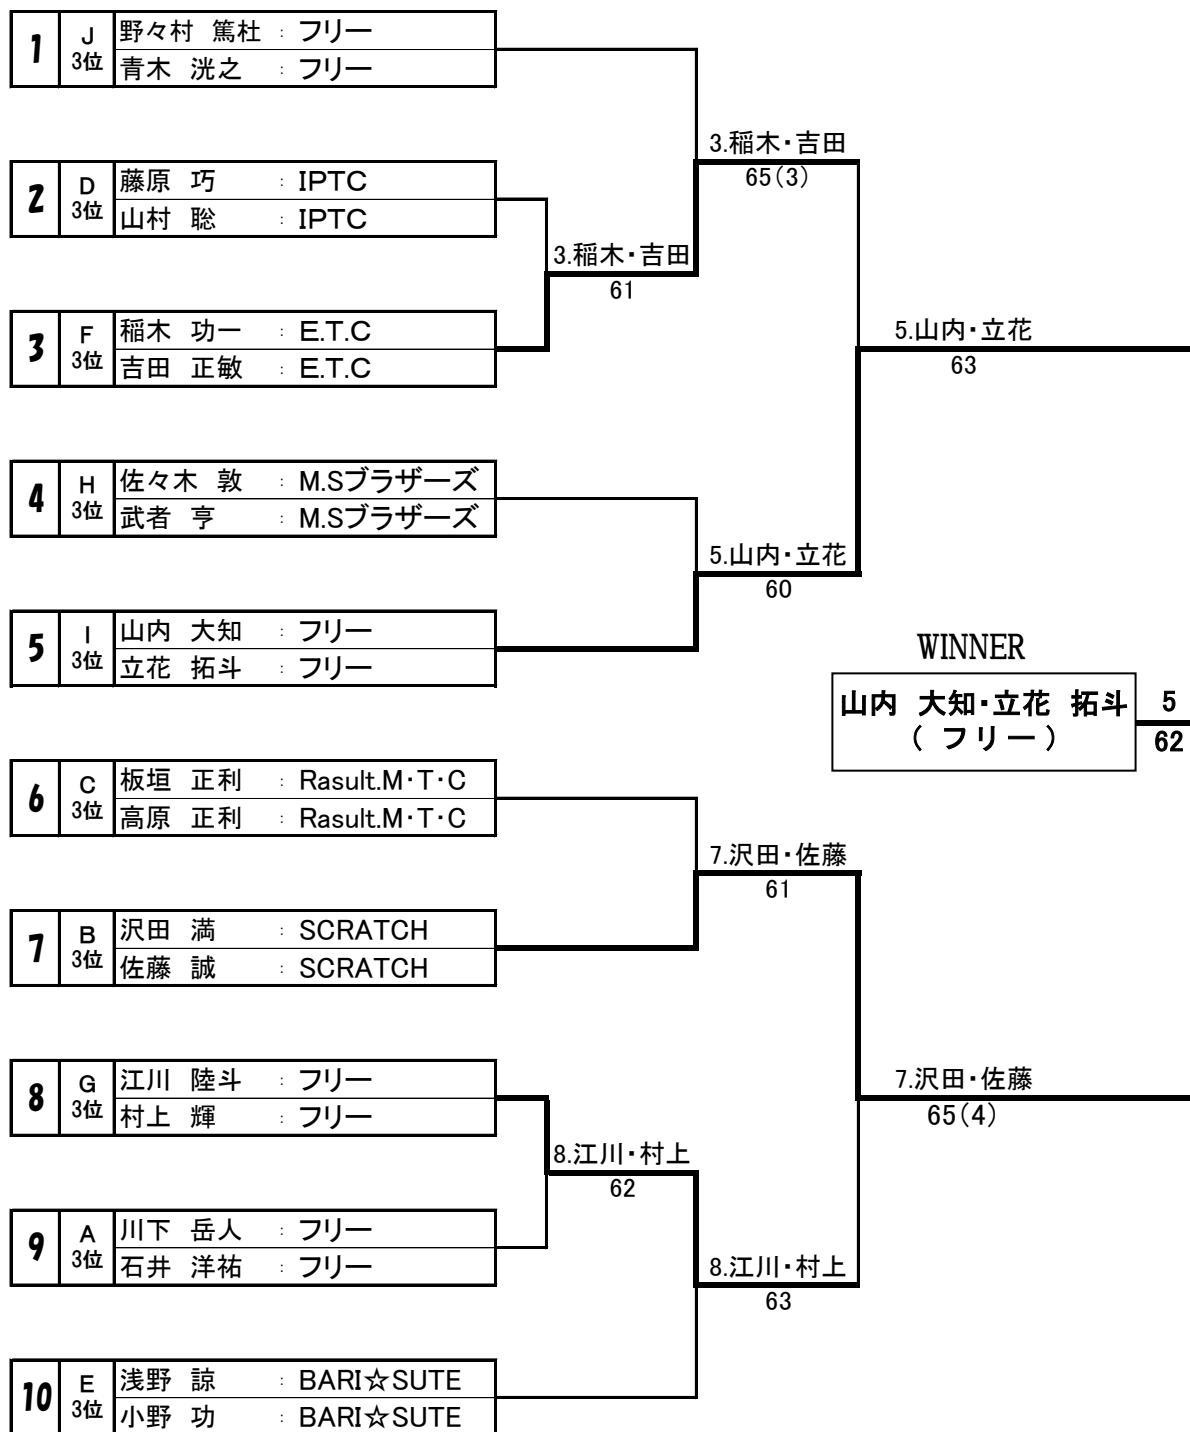 1 J 3位 野々村 篤杜 : フリー
青木 洸之 : フリー
3.稲木・吉田
65(3)
2 D 3位 藤原 巧 : IPTC
山村 聡 : IPTC
3.稲木・吉田
61
3 F 3位 稲木 功一 : E.T.C
吉田 正敏 : E.T.C
5.山内・立花
63
4 H 3位 佐々木 敦 : M.Sブラザーズ
武者 亨 : M.Sブラザーズ
5.山内・立花
60
5 I 3位 山内 大知 : フリー
立花 拓斗 : フリー
WINNER
山内 大知・立花 拓斗
( フリー )
5
62
6 C 3位 板垣 正利 : Rasult.M・T・C
高原 正利 : Rasult.M・T・C
7.沢田・佐藤
61
7 B 3位 沢田 満 : SCRATCH
佐藤 誠 : SCRATCH
8 G 3位 江川 陸斗 : フリー
村上 輝 : フリー
7.沢田・佐藤
65(4)
8.江川・村上
62
9 A 3位 川下 岳人 : フリー
石井 洋祐 : フリー
8.江川・村上
63
10 E 3位 浅野 諒 : BARI☆SUTE
小野 功 : BARI☆SUTE